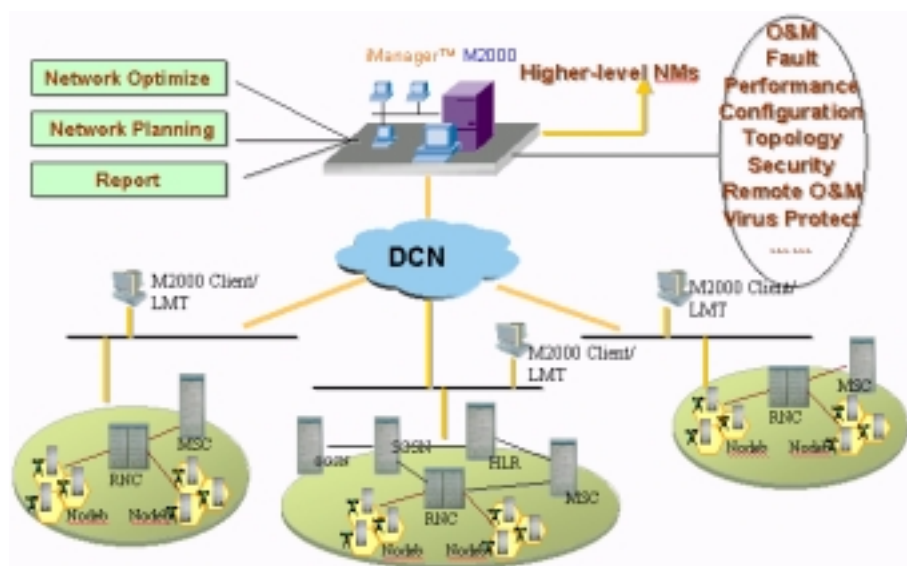 iManager™ M2000
Network Optimize
Network Planning
Report
Higher-level NMs
O&M
Fault
Performance
Configuration
Topology
Security
Remote O&M
Virus Protect
... ...
DCN
M2000 Client/
LMT
M2000 Client/
LMT
M2000 Client/
LMT
MSC
RNC
Nodeb
Nodeb
GGSN
SGSN
HLR
MSC
RNC
Nodeb
Nodeb
MSC
RNC
Nodeb
Nodeb